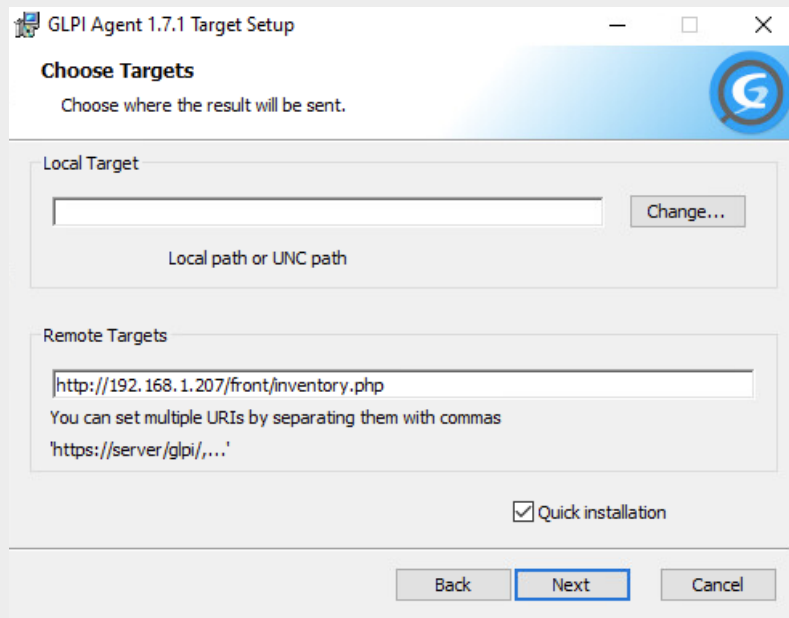 GLPI Agent 1.7.1 Target Setup
Choose Targets
Choose where the result will be sent.
Local Target
Change...
Local path or UNC path
Remote Targets
http://192.168.1.207/front/inventory.php
You can set multiple URIs by separating them with commas
'https://server/glpi/,...'
Quick installation
Back Next Cancel